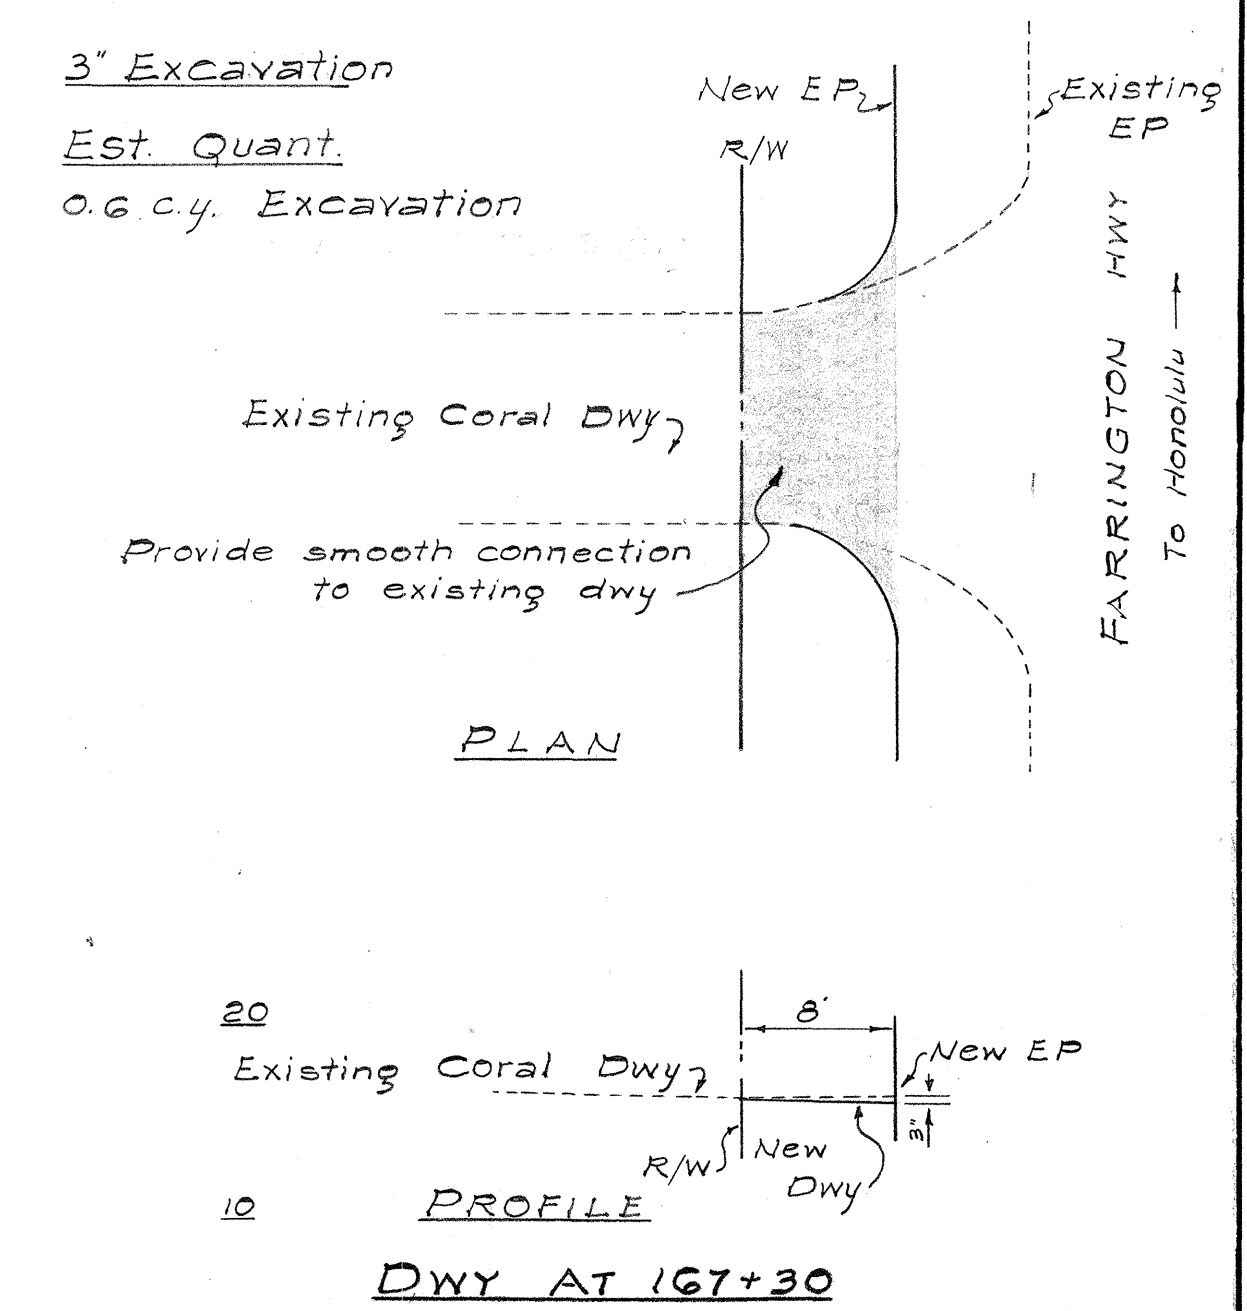 3" Excavation
Est. Quant.
0.6 c.y. Excavation
New EP
Existing
EP
R/W
FARRINGTON HWY
To Honolulu
Existing Coral Dwy
Provide smooth connection
to existing dwy
PLAN
20
8'
Existing Coral Dwy
New EP
3"
R/W
New
Dwy
10
PROFILE
DWY AT 167+30